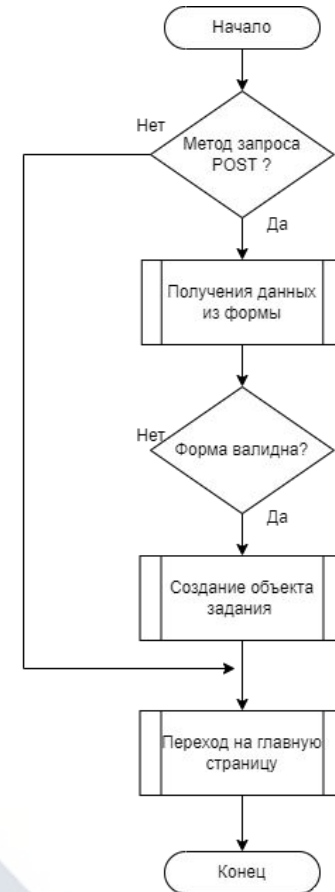 Начало
Нет
Метод запроса
POST ?
Да
Получения данных
из формы
Нет
Форма валидна?
Да
Создание объекта
задания
Переход на главную
страницу
Конец